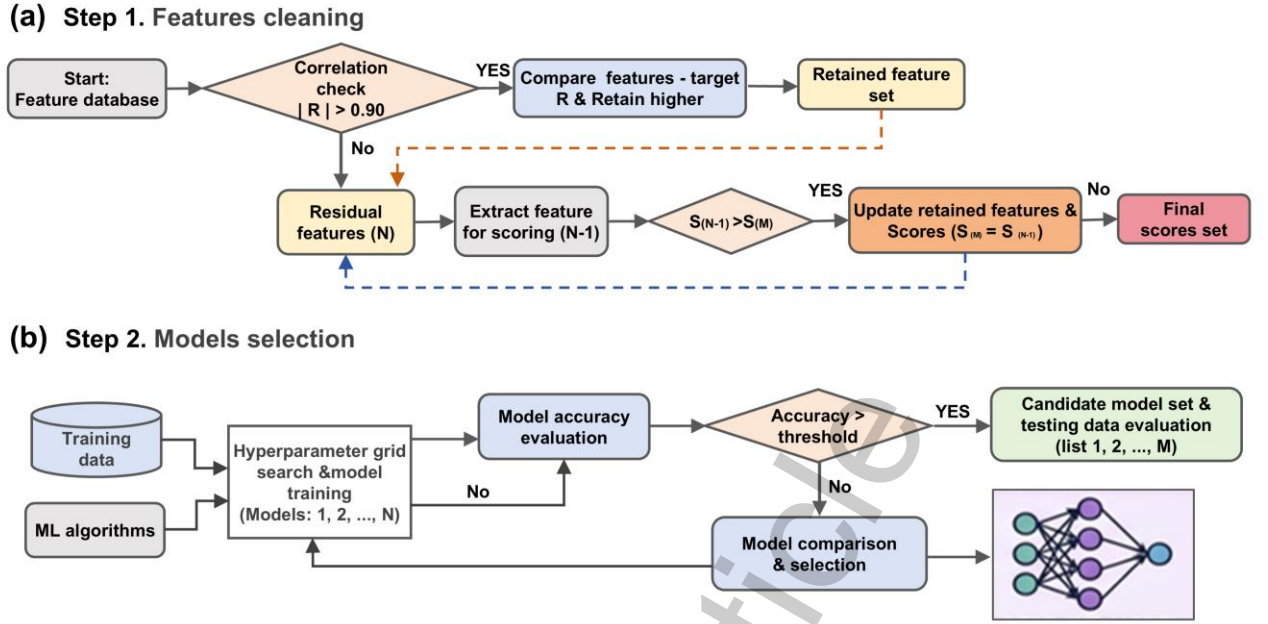 (a) Step 1. Features cleaning
Start:
Feature database
Correlation
check
| R | > 0.90
YES
Compare features - target
R & Retain higher
Retained feature
set
No
Residual
features (N)
Extract feature
for scoring (N-1)
S(N-1) >S(M)
YES
Update retained features &
Scores (S (M) = S (N-1) )
No
Final
scores set
(b) Step 2. Models selection
Training
data
ML algorithms
Hyperparameter grid
search &model
training
(Models: 1, 2, ..., N)
No
Model accuracy
evaluation
Accuracy >
threshold
YES
Candidate model set &
testing data evaluation
(list 1, 2, ..., M)
No
Model comparison
& selection
ticle